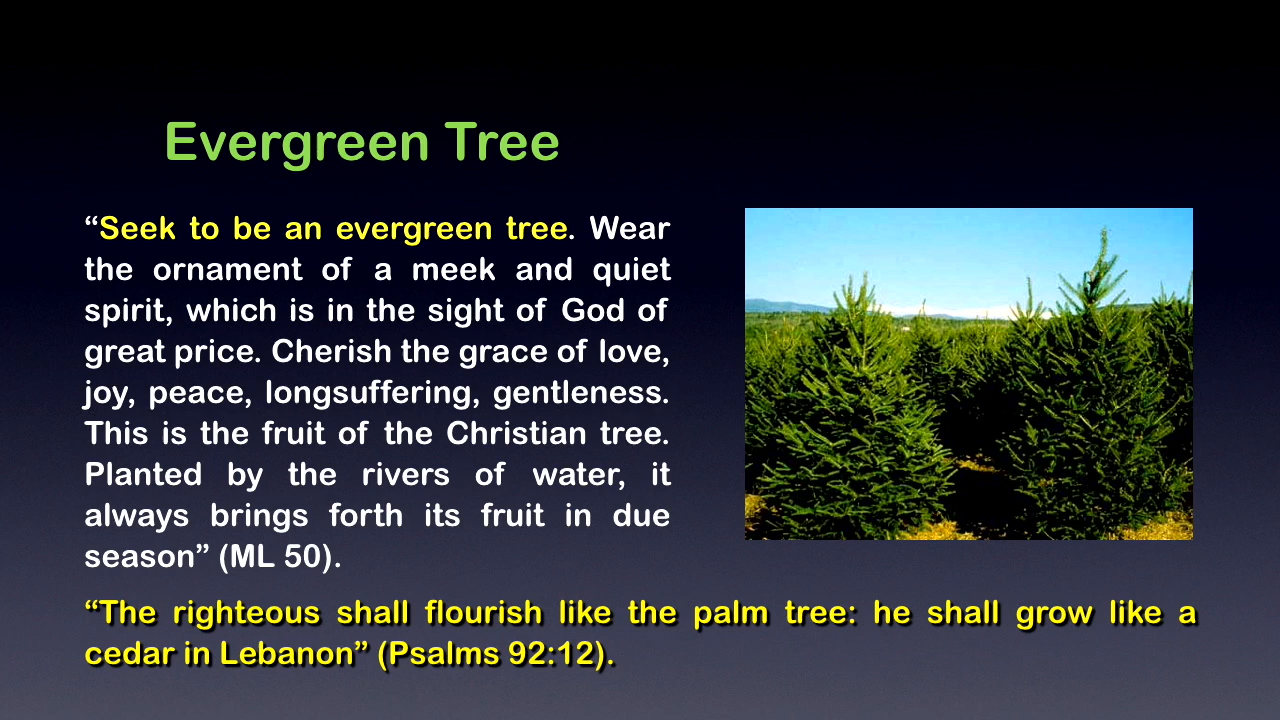 Evergreen Tree
“Seek to be an evergreen tree. Wear
the ornament of a meek and quiet
spirit, which is in the sight of God of
great price. Cherish the grace of love,
joy, peace, longsuffering, gentleness.
This is the fruit of the Christian tree.
Planted by the rivers of water, it
always brings forth its fruit in due
season” (ML 50).
“The righteous shall flourish like the palm tree: he shall grow like a
cedar in Lebanon” (Psalms 92:12).